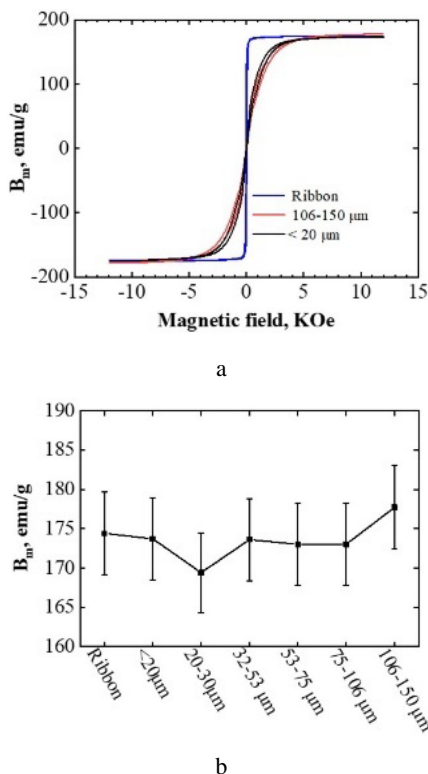 200
100
0
-100
-200
B_m, emu/g
Ribbon
106-150 μm
< 20 μm
-15 -10 -5 0 5 10 15
Magnetic field, KOe
a
190
185
180
175
170
165
160
B_m, emu/g
Ribbon
<20μm
20-30μm
32-53 μm
53-75 μm
75-106 μm
106-150 μm
b